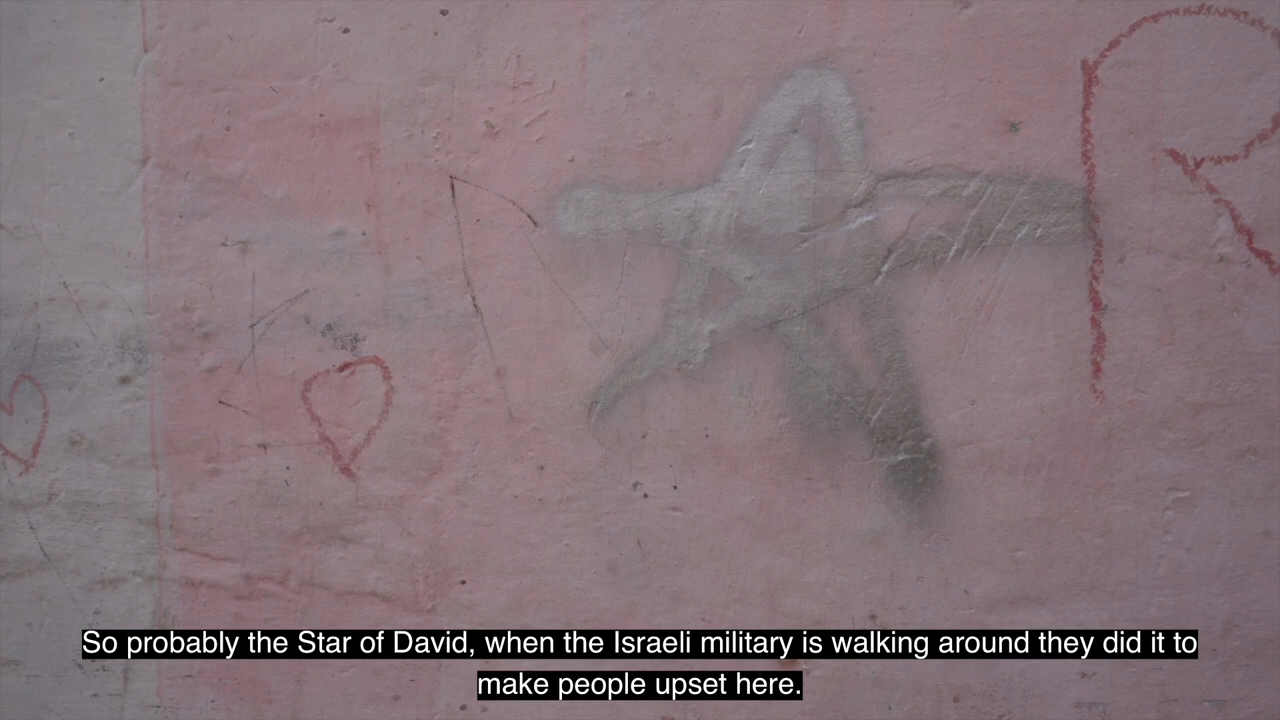 R
So probably the Star of David, when the Israeli military is walking around they did it to
make people upset here.